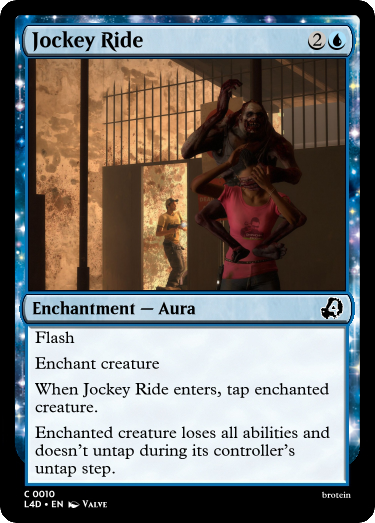 Jockey Ride 2
Enchantment — Aura
4
Flash
Enchant creature
When Jockey Ride enters, tap enchanted
creature.
Enchanted creature loses all abilities and
doesn't untap during its controller's
untap step.
C 0010
L4D • EN Valve
brotein